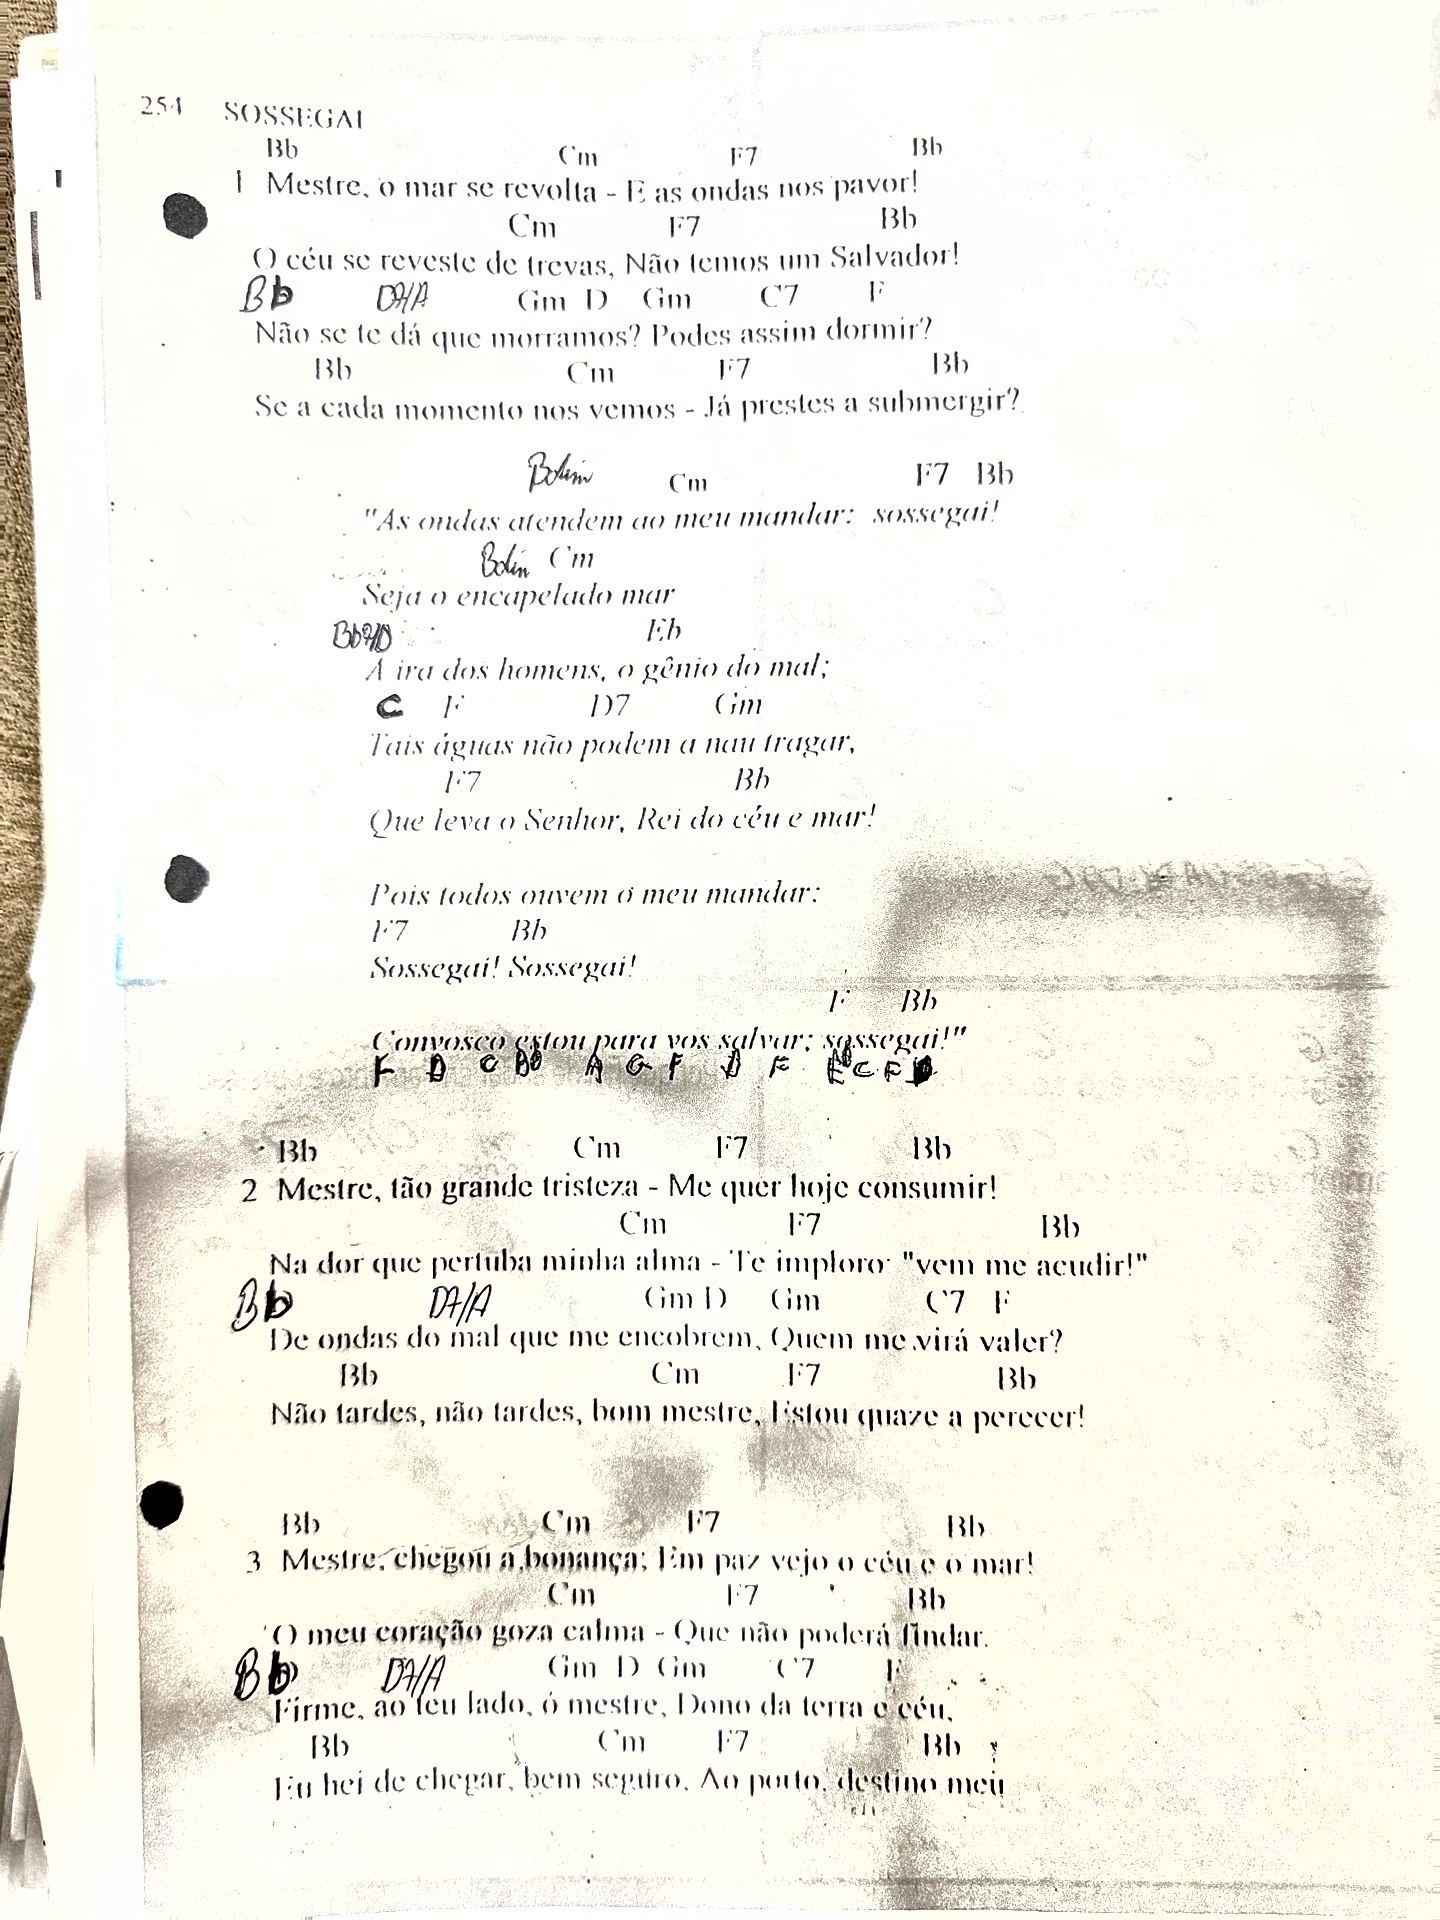 254 SOSSEGAI
Bb Cm F7 Bb
1 Mestre, o mar se revolta - E as ondas nos pavor!
Cm F7 Bb
O céu se reveste de trevas, Não temos um Salvador!
Bb D7/A Gm D Gm C7 F
Não se te dá que morramos? Podes assim dormir?
Bb Cm F7 Bb
Se a cada momento nos vemos - Já prestes a submergir?
Bdim Cm F7 Bb
"As ondas atendem ao meu mandar: sossegai!
Cm
Seja o encapelado mar
Bb7/D Eb
A ira dos homens, o gênio do mal;
C F D7 Gm
Tais águas não podem a nau tragar,
F7 Bb
Que leva o Senhor, Rei do céu e mar!
Pois todos ouvem o meu mandar:
F7 Bb
Sossegai! Sossegai!
F Bb
Convosco estou para vos salvar; sossegai!"
F D C Bb A G F
Bb Cm F7 Bb
2 Mestre, tão grande tristeza - Me quer hoje consumir!
Cm F7 Bb
Na dor que pertuba minha alma - Te imploro: "vem me acudir!"
Bb D7/A Gm D Gm C7 F
De ondas do mal que me encobrem, Quem me virá valer?
Bb Cm F7 Bb
Não tardes, não tardes, bom mestre, Estou quaze a perecer!
Bb Cm F7 Bb
3 Mestre, chegou a bonança; Em paz vejo o céu e o mar!
Cm F7 Bb
O meu coração goza calma - Que não poderá findar.
Bb D7/A Gm D Gm C7 F
Firme, ao teu lado, ó mestre, Dono da terra e céu,
Bb Cm F7 Bb
Eu hei de chegar, bem seguro, Ao porto, destino meu